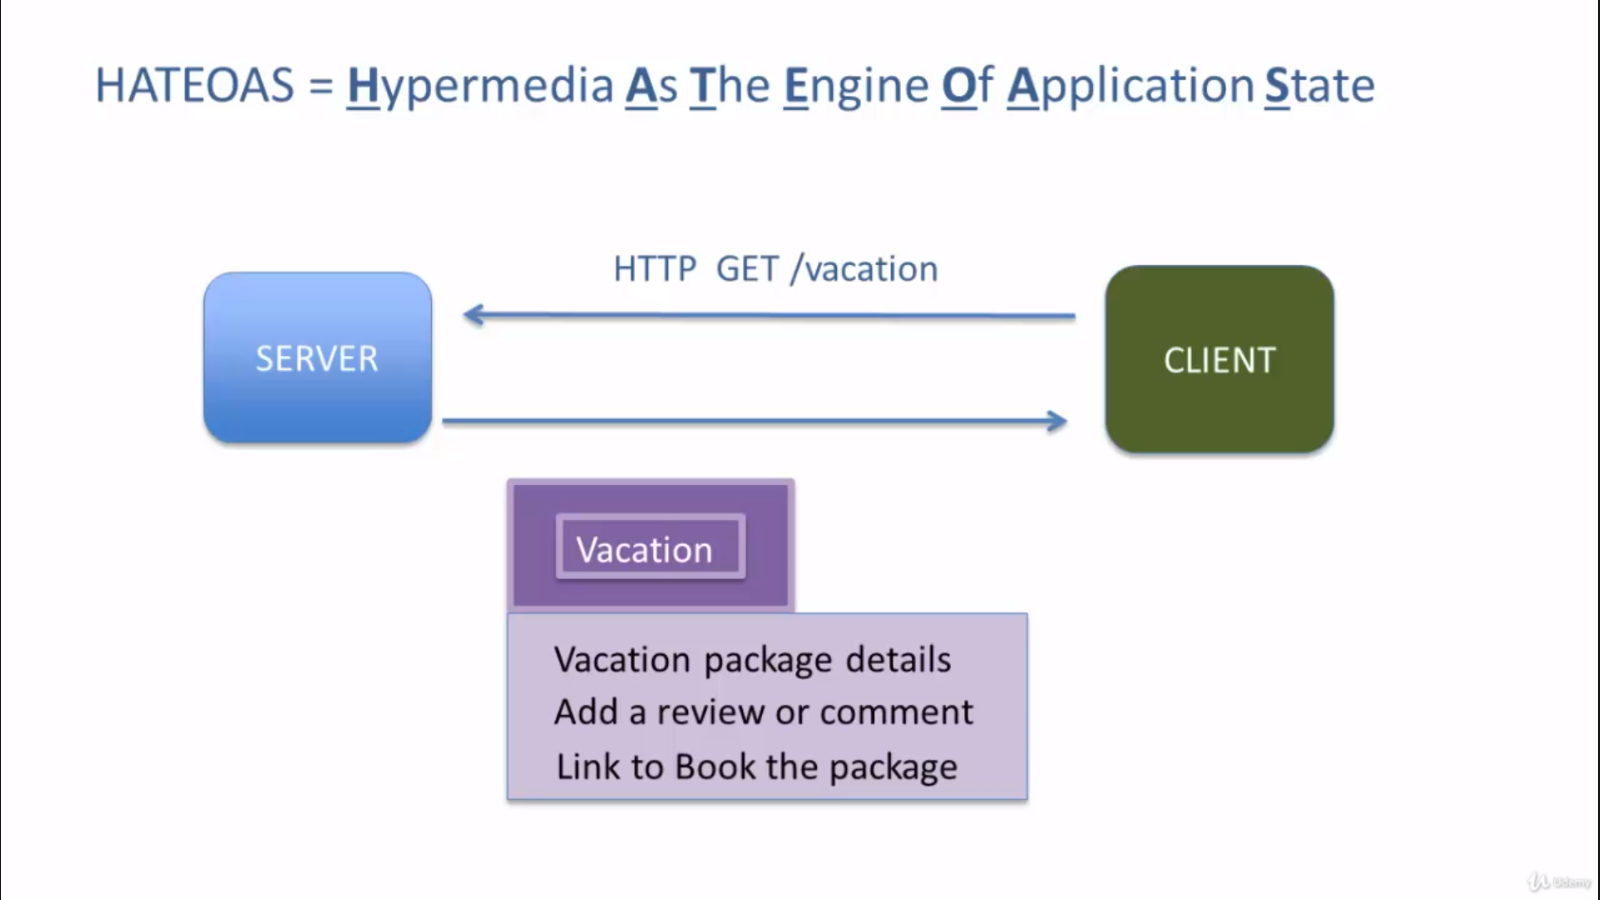 HATEOAS = Hypermedia As The Engine Of Application State
HTTP GET /vacation
SERVER
CLIENT
Vacation
Vacation package details
Add a review or comment
Link to Book the package
Udemy